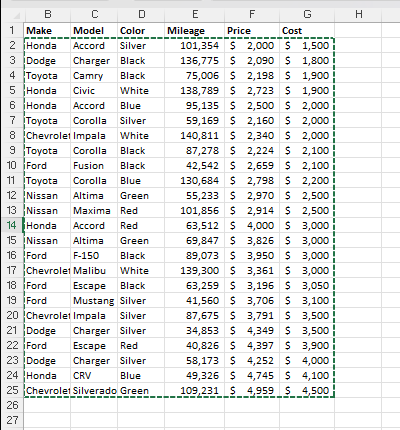 B C D E F G H
1 Make Model Color Mileage Price Cost
2 Honda Accord Silver 101,354 $ 2,000 $ 1,500
3 Dodge Charger Black 136,775 $ 2,090 $ 1,800
4 Toyota Camry Black 75,006 $ 2,198 $ 1,900
5 Honda Civic White 138,789 $ 2,723 $ 1,900
6 Honda Accord Blue 95,135 $ 2,500 $ 2,000
7 Toyota Corolla Silver 59,169 $ 2,160 $ 2,000
8 Chevrolet Impala White 140,811 $ 2,340 $ 2,000
9 Toyota Corolla Black 87,278 $ 2,224 $ 2,100
10 Ford Fusion Black 42,542 $ 2,659 $ 2,100
11 Toyota Corolla Blue 130,684 $ 2,798 $ 2,200
12 Nissan Altima Green 55,233 $ 2,970 $ 2,500
13 Nissan Maxima Red 101,856 $ 2,914 $ 2,500
14 Honda Accord Red 63,512 $ 4,000 $ 3,000
15 Nissan Altima Green 69,847 $ 3,826 $ 3,000
16 Ford F-150 Black 89,073 $ 3,950 $ 3,000
17 Chevrolet Malibu White 139,300 $ 3,361 $ 3,000
18 Ford Escape Black 63,259 $ 3,196 $ 3,050
19 Ford Mustang Silver 41,560 $ 3,706 $ 3,100
20 Chevrolet Impala Silver 87,675 $ 3,791 $ 3,500
21 Dodge Charger Silver 34,853 $ 4,349 $ 3,500
22 Ford Escape Red 40,826 $ 4,397 $ 3,900
23 Dodge Charger Silver 58,173 $ 4,252 $ 4,000
24 Honda CRV Blue 49,326 $ 4,745 $ 4,100
25 Chevrolet Silverado Green 109,231 $ 4,959 $ 4,500
26
27